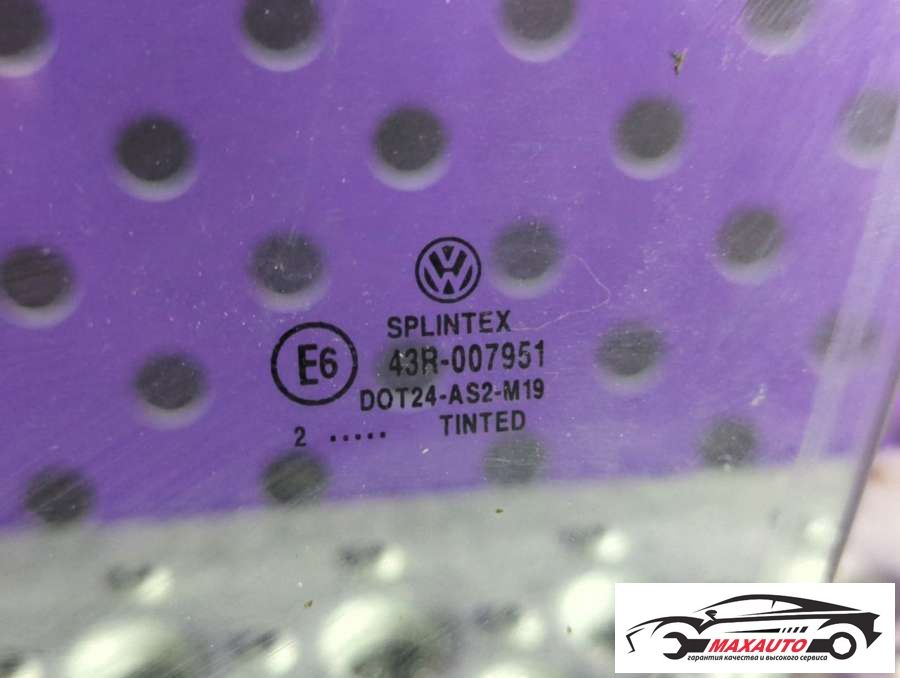 SPLINTEX
E6
43R-007951
DOT24-AS2-M19
2 ..... TINTED
MAXAUTO
гарантия качества и высокого сервиса